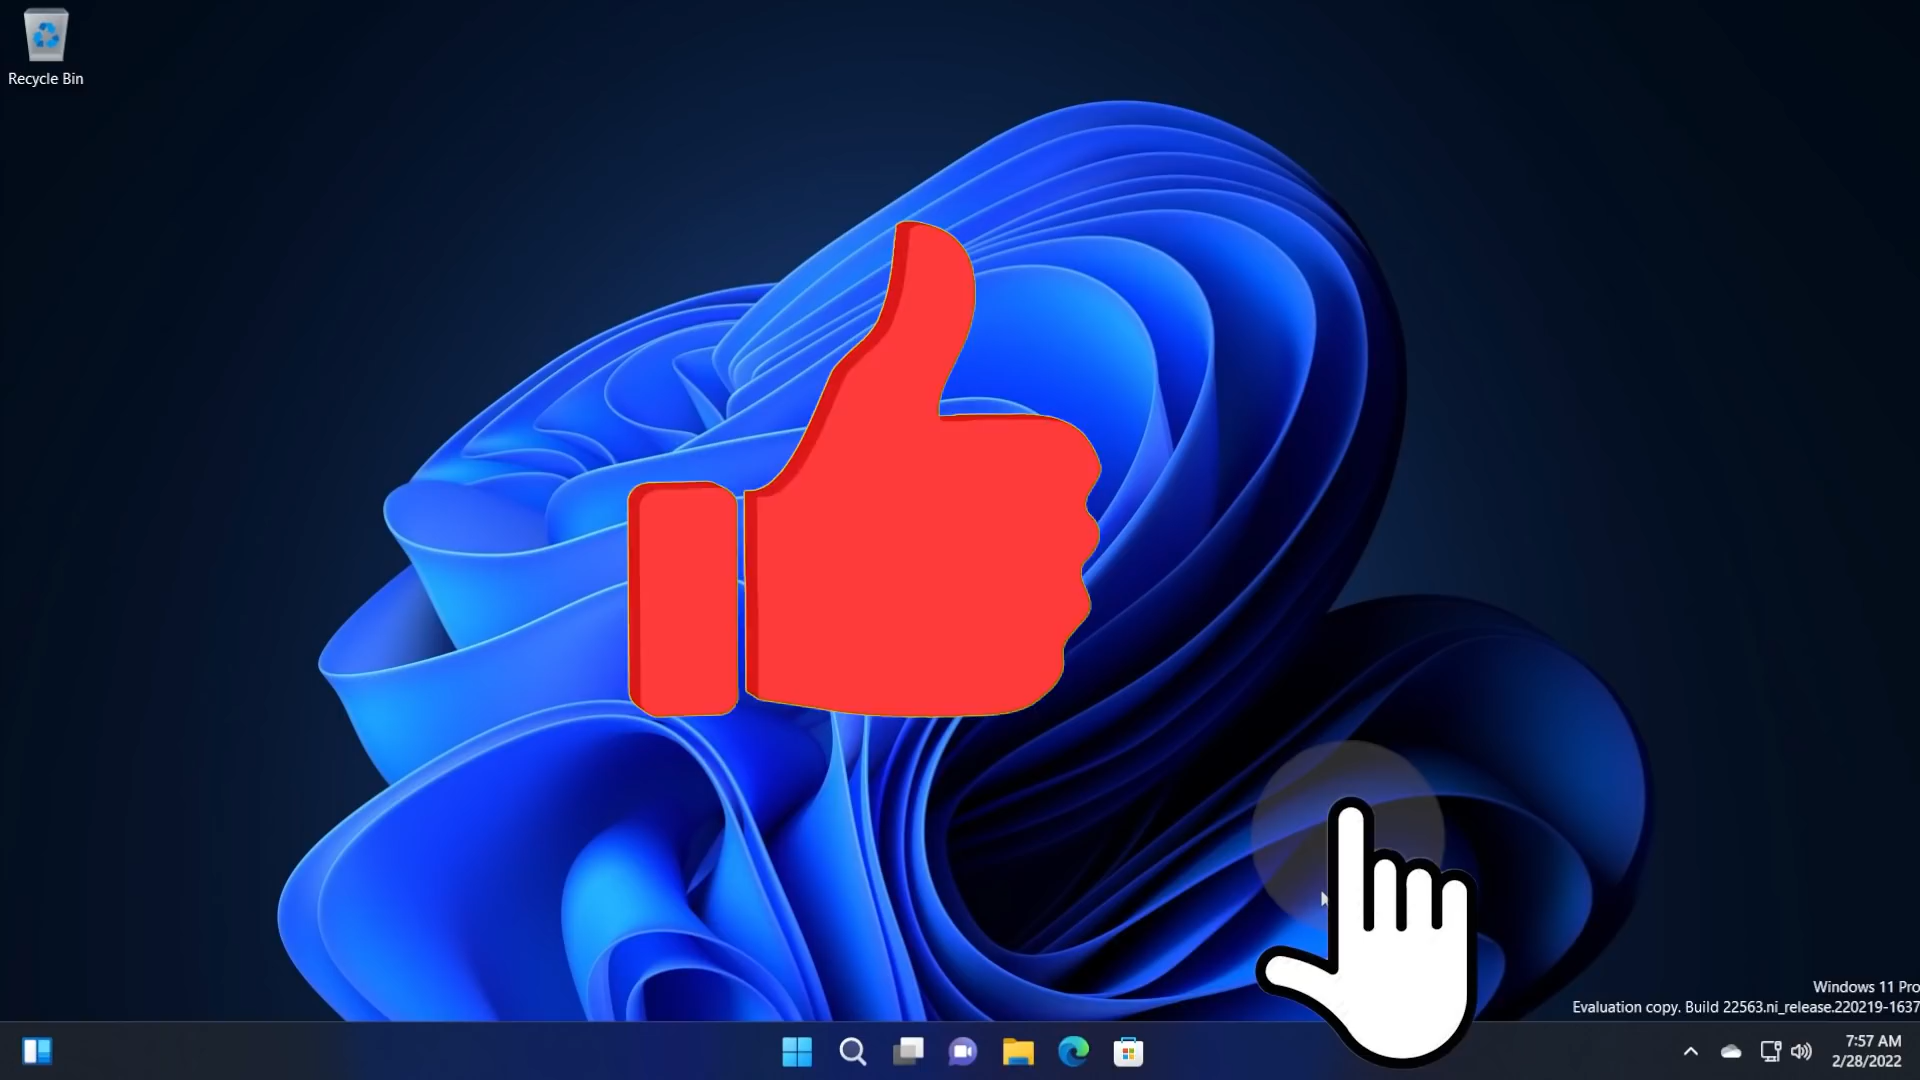 Recycle Bin
Windows 11 Pro
Evaluation copy. Build 22563.ni_release.220219-1637
7:57 AM
2/28/2022